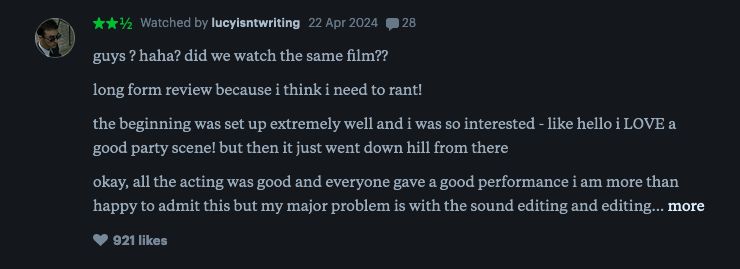 ★★½ Watched by lucyisntwriting 22 Apr 2024 28
guys ? haha? did we watch the same film??
long form review because i think i need to rant!
the beginning was set up extremely well and i was so interested - like hello i LOVE a
good party scene! but then it just went down hill from there
okay, all the acting was good and everyone gave a good performance i am more than
happy to admit this but my major problem is with the sound editing and editing... more
921 likes